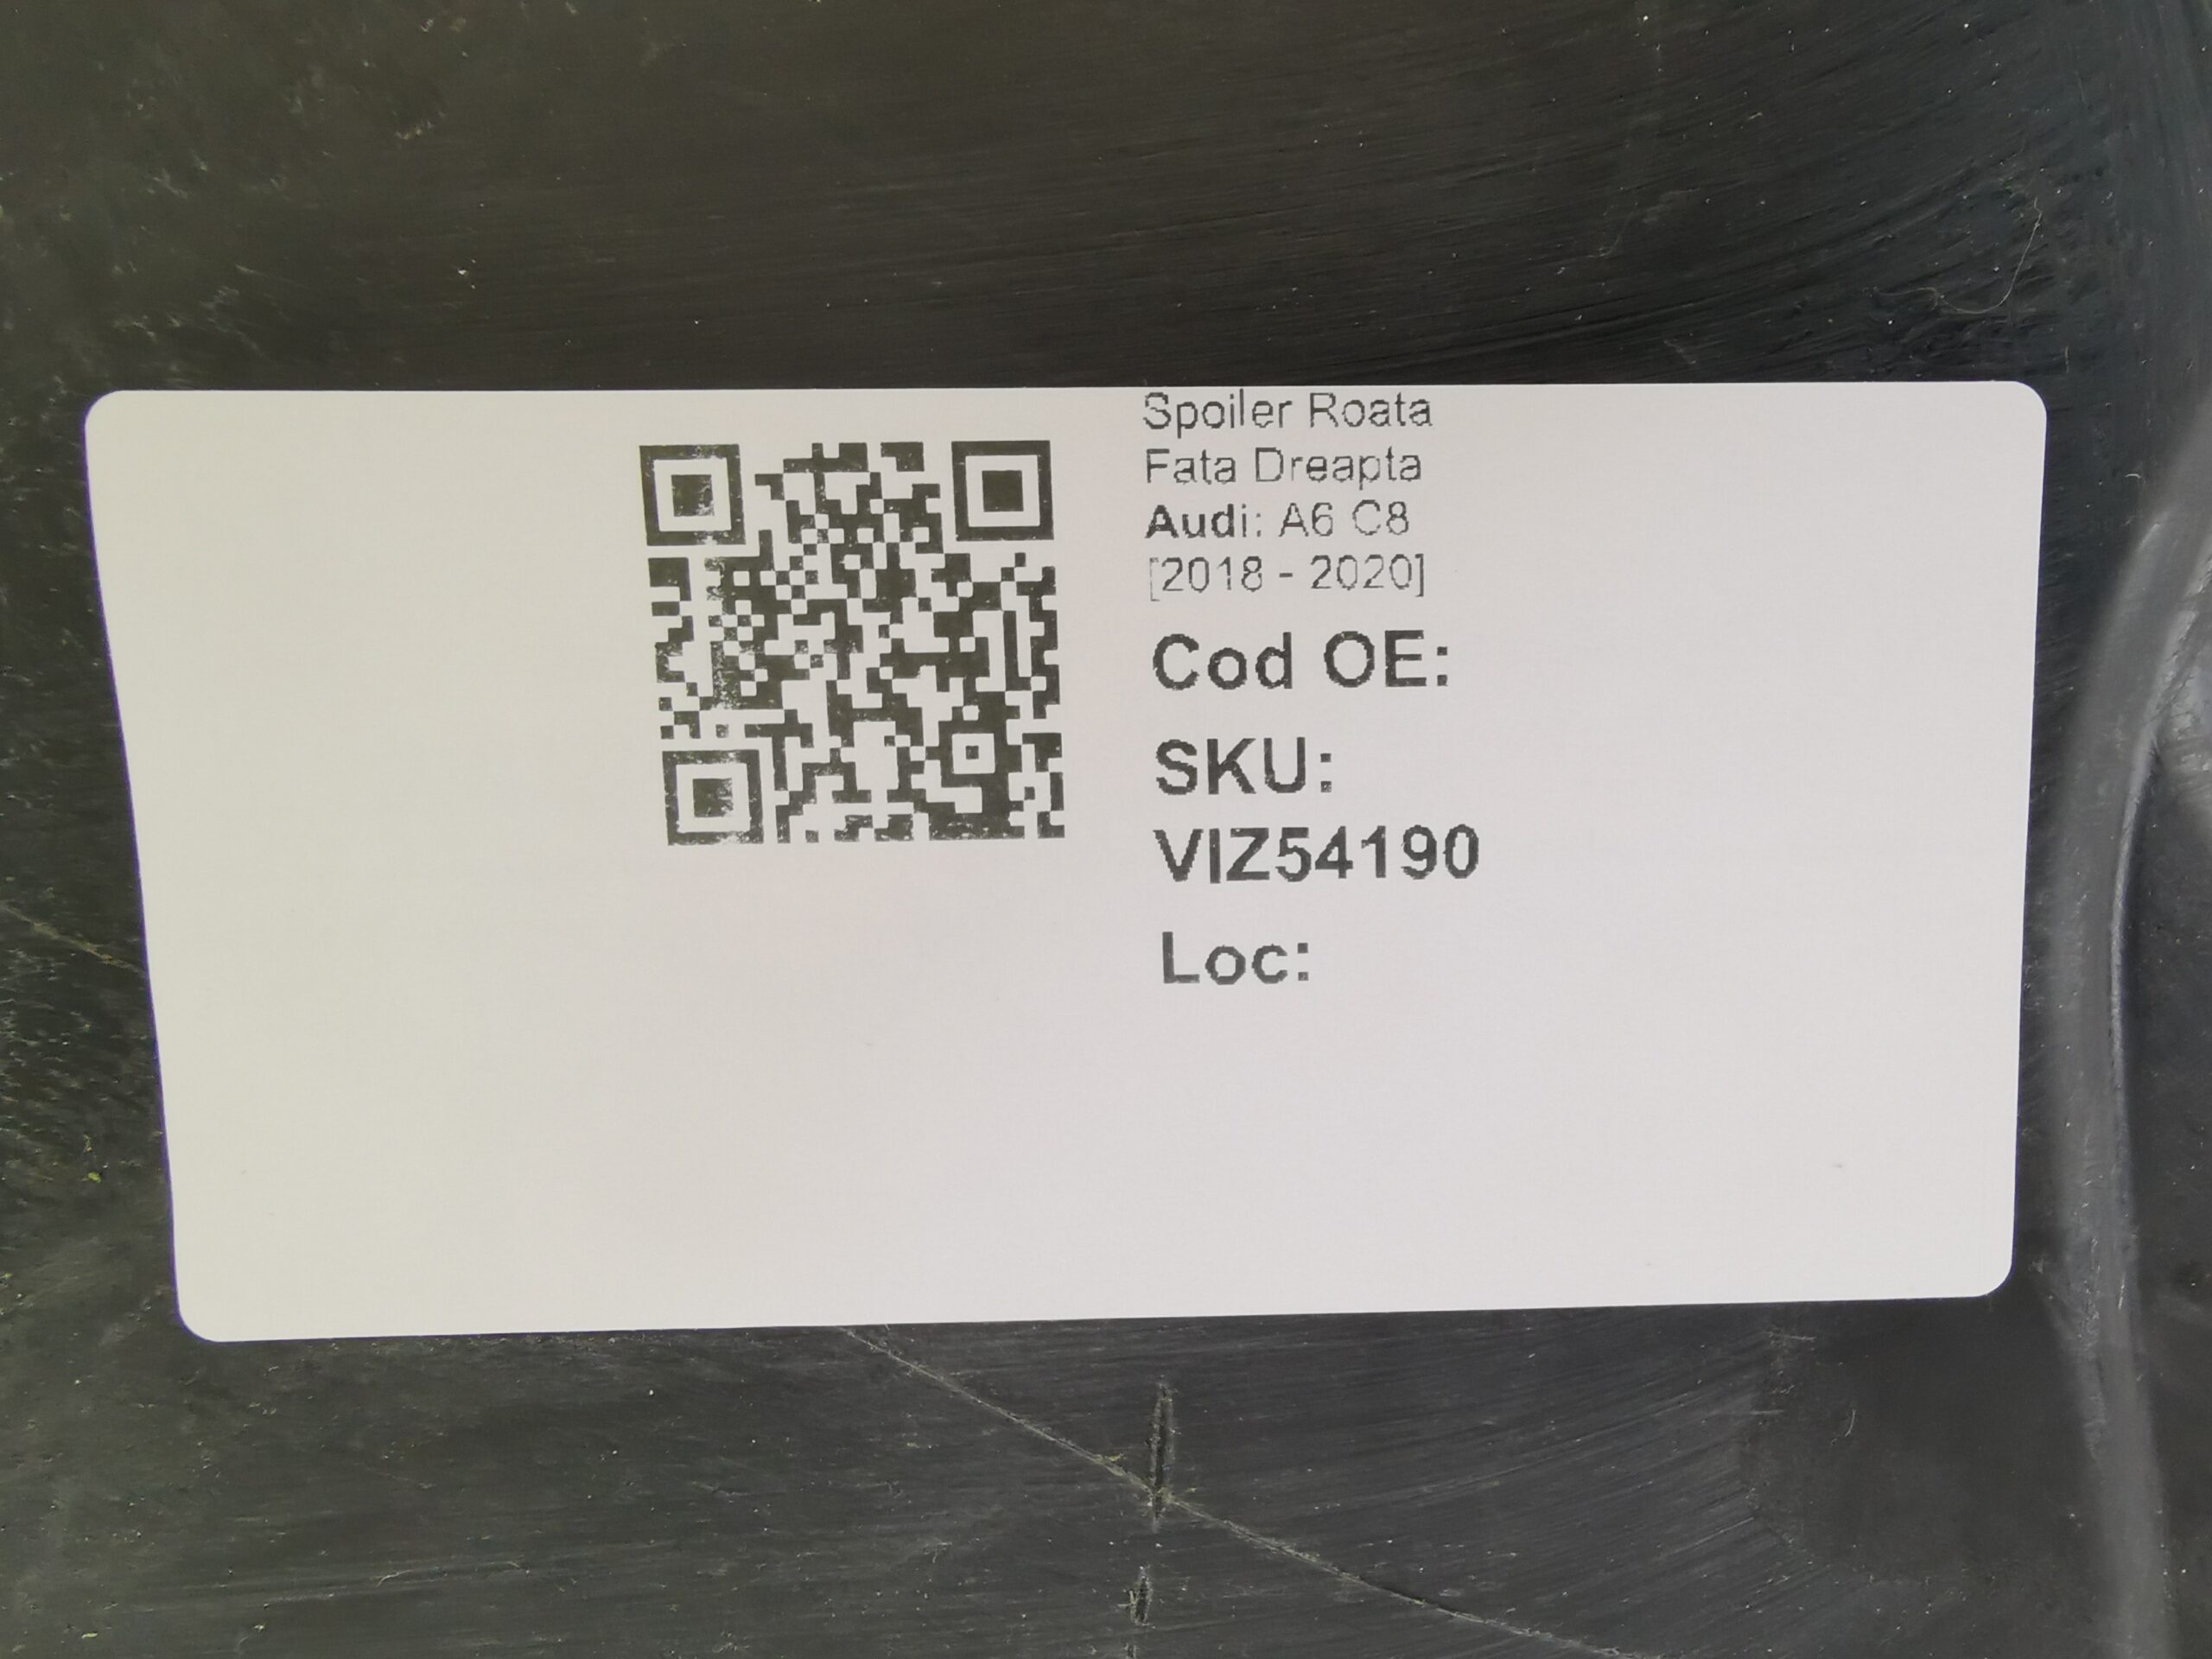 Spoiler Roata
Fata Dreapta
Audi: A6 C8
[2018 - 2020]
Cod OE:
SKU:
VIZ54190
Loc: